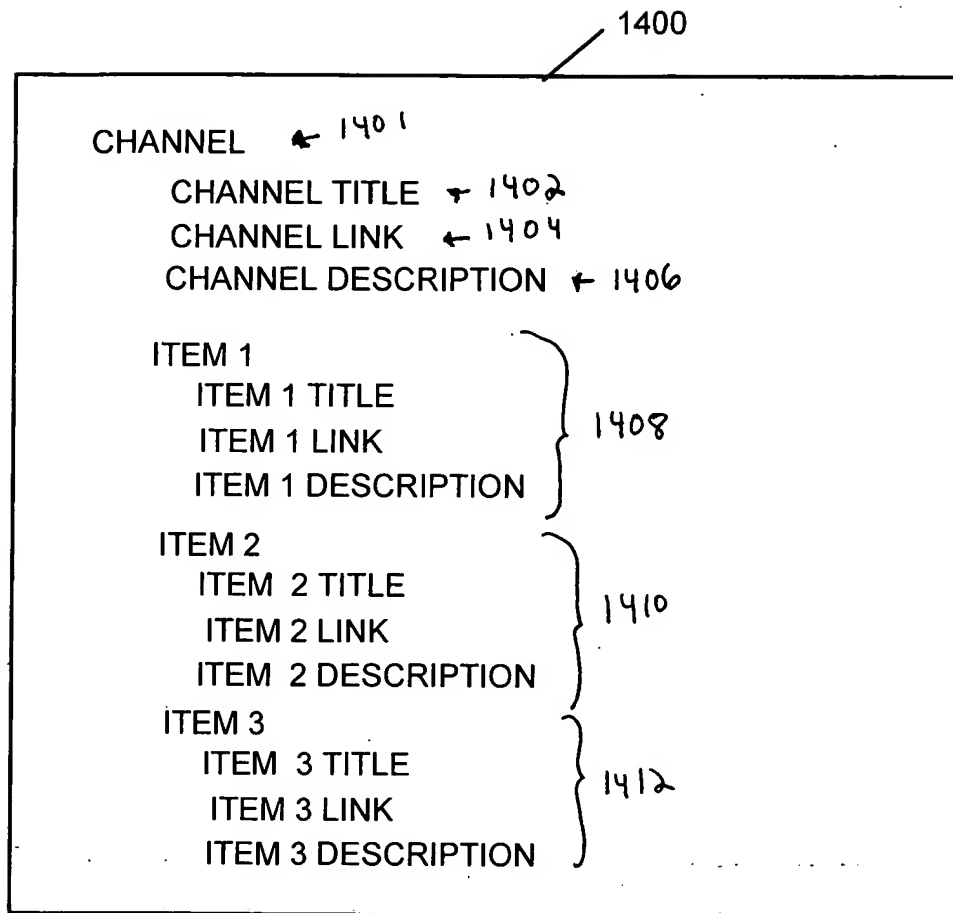 1400
CHANNEL ← 1401
CHANNEL TITLE ← 1402
CHANNEL LINK ← 1404
CHANNEL DESCRIPTION ← 1406
ITEM 1
ITEM 1 TITLE
ITEM 1 LINK
1408
ITEM 1 DESCRIPTION
ITEM 2
ITEM 2 TITLE
1410
ITEM 2 LINK
ITEM 2 DESCRIPTION
ITEM 3
ITEM 3 TITLE
1412
ITEM 3 LINK
ITEM 3 DESCRIPTION